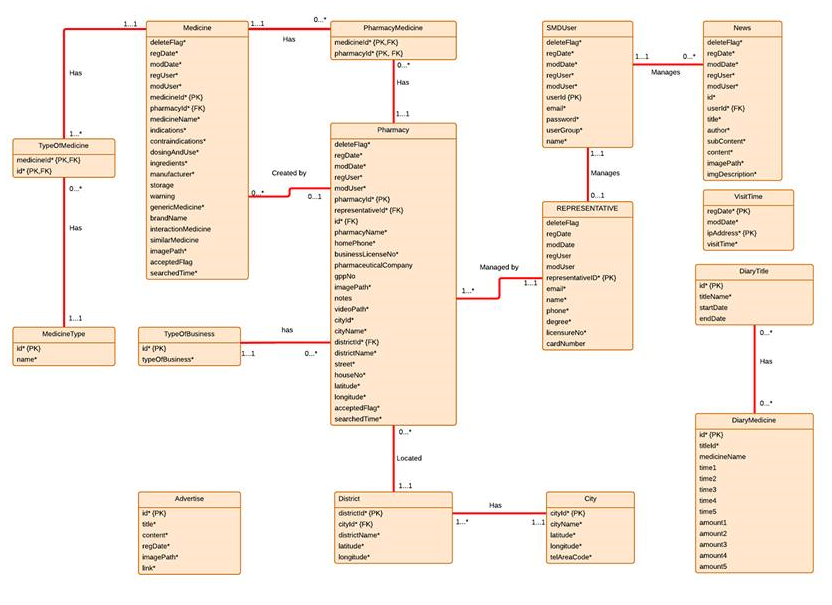 Medicine
deleteFlag*
regDate*
modDate*
regUser*
modUser*
medicineId* {PK}
pharmacyId* {FK}
medicineName*
indications*
contraindications*
dosingAndUse*
ingredients*
manufacturer*
storage
warning
genericMedicine*
brandName
interactionMedicine
similarMedicine
imagePath*
acceptedFlag
searchedTime*
1...1
Has
1...*
1...1
0...*
Has
PharmacyMedicine
medicineId* {PK,FK}
pharmacyId* {PK, FK}
0...*
Has
1...1
TypeOfMedicine
medicineId* {PK,FK}
id* {PK,FK}
0...*
Has
1...1
MedicineType
id* {PK}
name*
Created by
0...*
0...1
Pharmacy
deleteFlag*
regDate*
modDate*
regUser*
modUser*
pharmacyId* {PK}
representativeId* {FK}
id* {FK}
pharmacyName*
homePhone*
businessLicenseNo*
pharmaceuticalCompany
gppNo
imagePath*
notes
videoPath*
cityId*
cityName*
districtId* {FK}
districtName*
street*
houseNo*
latitude*
longitude*
acceptedFlag*
searchedTime*
TypeOfBusiness
id* {PK}
typeOfBusiness*
has
1...1
0...*
0...*
Located
1...1
Advertise
id* {PK}
title*
content*
regDate*
imagePath*
link*
District
districtId* {PK}
cityId* {FK}
districtName*
latitude*
longitude*
Has
1...*
1...1
City
cityId* {PK}
cityName*
latitude*
longitude*
telAreaCode*
SMDUser
deleteFlag*
regDate*
modDate*
regUser*
modUser*
userId {PK}
email*
password*
userGroup*
name*
1...1
0...*
Manages
1...1
Manages
0...1
REPRESENTATIVE
deleteFlag
regDate
modDate
regUser
modUser
representativeID* {PK}
email*
name*
phone*
degree*
licensureNo*
cardNumber
Managed by
1...*
1...1
News
deleteFlag*
regDate*
modDate*
regUser*
modUser*
id*
userId* {FK}
title*
author*
subContent*
content*
imagePath*
imgDescription*
VisitTime
regDate* {PK}
modDate*
ipAddress* {PK}
visitTime*
DiaryTitle
id* {PK}
titleName*
startDate
endDate
0...*
Has
0...*
DiaryMedicine
id* {PK}
titleId*
medicineName
time1
time2
time3
time4
time5
amount1
amount2
amount3
amount4
amount5